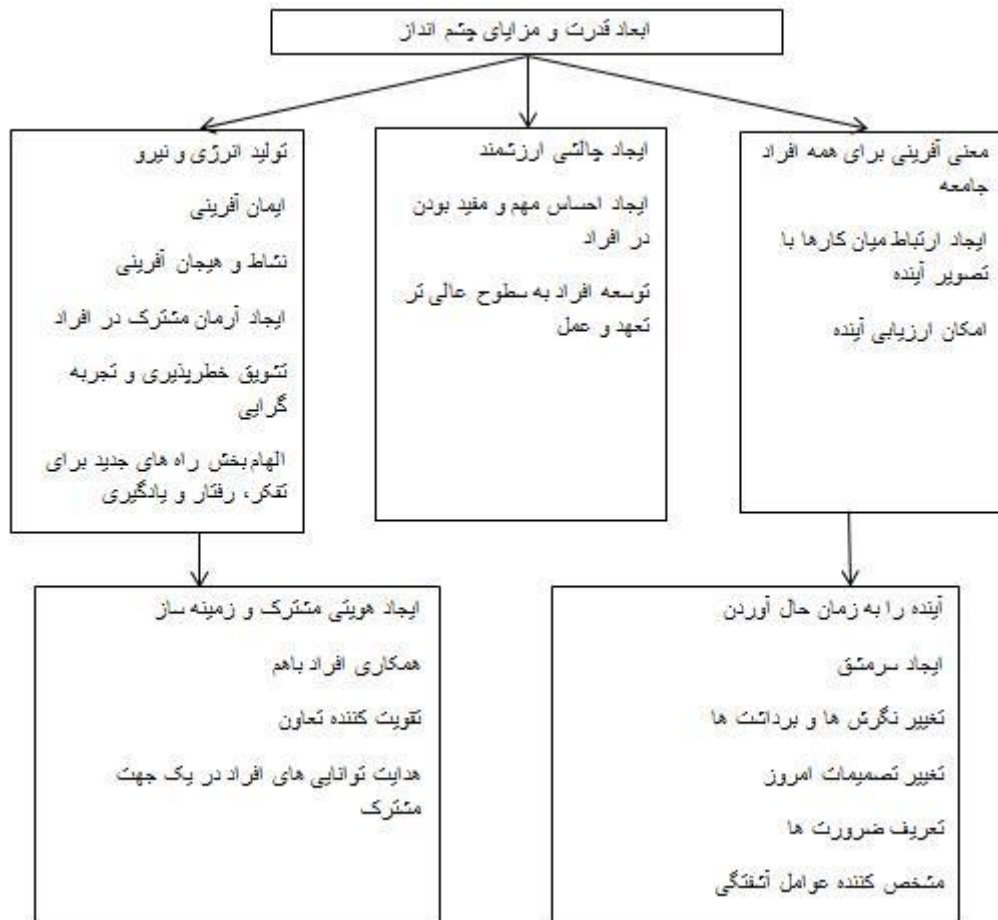 ابعاد قدرت و مزایای چشم انداز
معنی آفرینی برای همه افراد
جامعه
ایجاد ارتباط میان کارها با
تصویر آینده
امکان ارزیابی آینده
ایجاد چالشی ارزشمند
ایجاد احساس مهم و مفید بودن
در افراد
توسعه افراد به سطوح عالی تر
تعهد و عمل
تولید انرژی و نیرو
ایمان آفرینی
نشاط و هیجان آفرینی
ایجاد آرمان مشترک در افراد
تشویق خطرپذیری و تجربه
گرایی
الهام بخش راه های جدید برای
تفکر، رفتار و یادگیری
آینده را به زمان حال آوردن
ایجاد سرمشق
تغییر نگرش ها و برداشت ها
تغییر تصمیمات امروز
تعریف ضرورت ها
مشخص کننده عوامل آشفتگی
ایجاد هویتی مشترک و زمینه ساز
همکاری افراد باهم
تقویت کننده تعاون
هدایت توانایی های افراد در یک جهت
مشترک